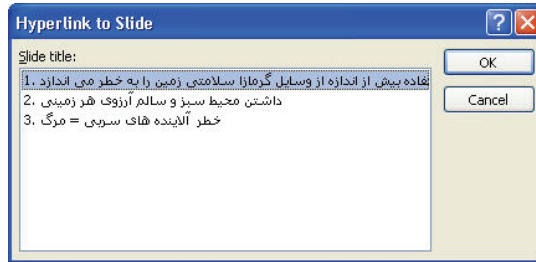 Hyperlink to Slide
Slide title:
1. فاده بیش از اندازه از وسایل گرمازا سلامتی زمین را به خطر می اندازد
2. داشتن محیط سبز و سالم آرزوی هر زمینی
3. خطر آلاینده های سربی = مرگ
OK
Cancel